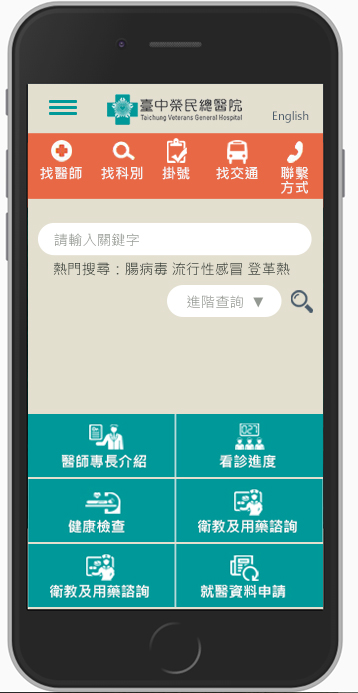 臺中榮民總醫院
Taichung Veterans General Hospital
English
找醫師 找科別 掛號 找交通 聯繫
方式
請輸入關鍵字
熱門搜尋：腸病毒 流行性感冒 登革熱
進階查詢 ▼
027
醫師專長介紹 看診進度
健康檢查 衛教及用藥諮詢
衛教及用藥諮詢 就醫資料申請